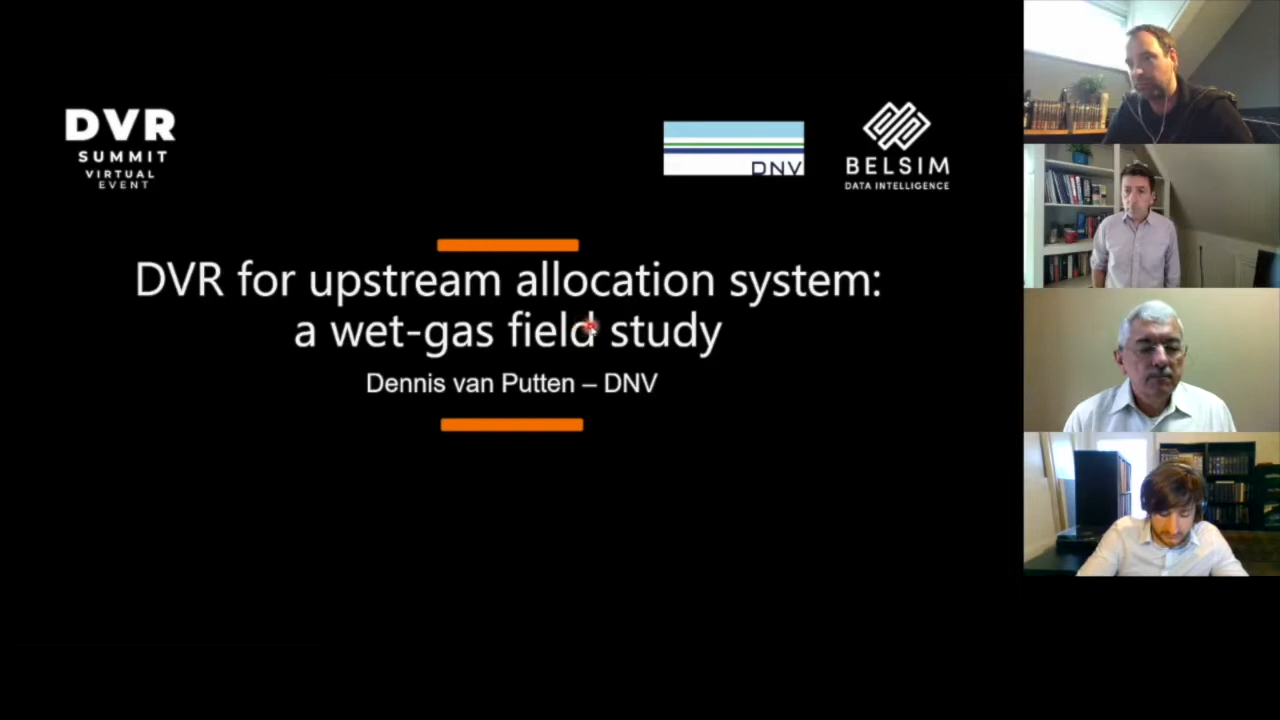 DVR
SUMMIT
VIRTUAL
EVENT
DNV
BELSIM
DATA INTELLIGENCE
DVR for upstream allocation system:
a wet-gas field study
Dennis van Putten – DNV